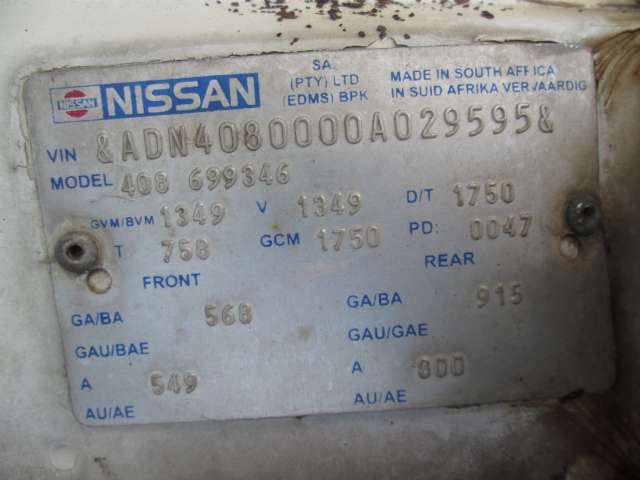 NISSAN
SA.
(PTY) LTD
(EDMS) BPK
MADE IN SOUTH AFRICA
IN SUID AFRIKA VERVAARDIG
VIN &ADN4080000A029595&
MODEL 408 699346
GVM/BVM 1349 V 1349 D/T 1750
T 758 GCM 1750 PD: 0047
FRONT REAR
GA/BA 568 GA/BA 915
GAU/BAE GAU/GAE
A 549 A 000
AU/AE AU/AE